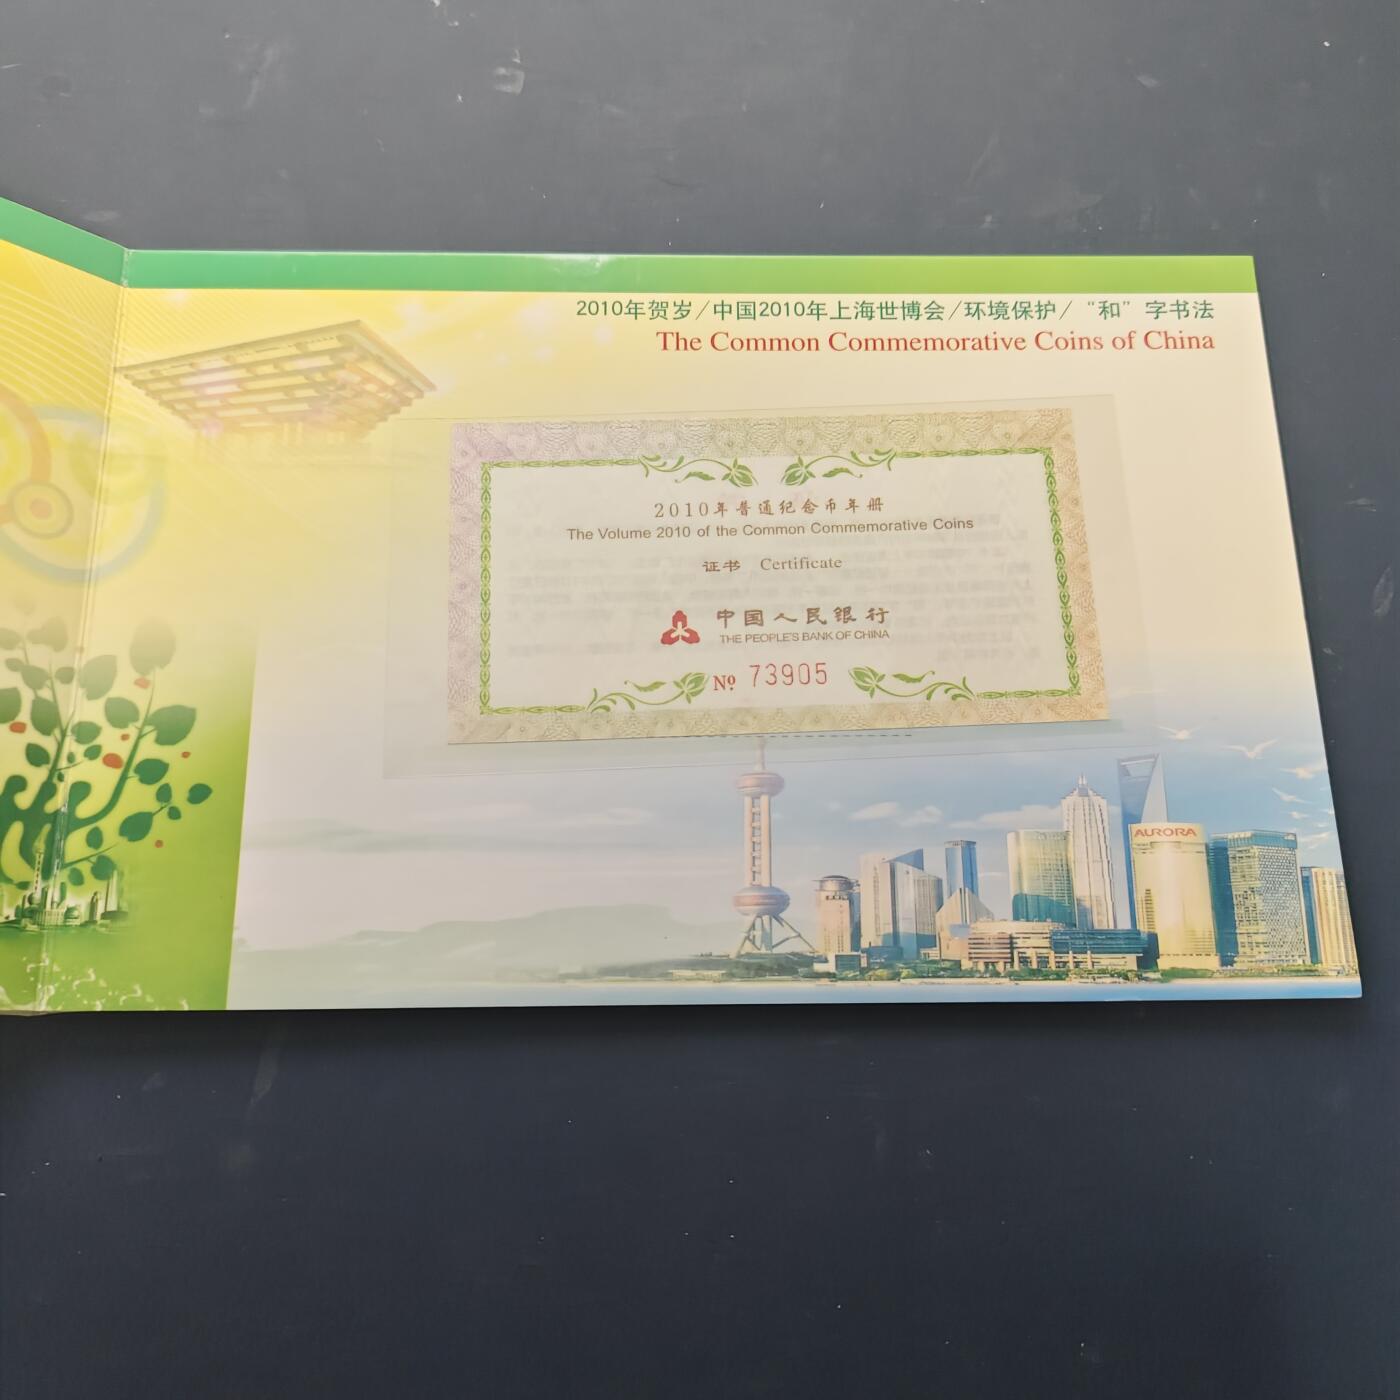 2010年贺岁/中国2010年上海世博会/环境保护/“和”字书法
The Common Commemorative Coins of China
2010年普通纪念币年册
The Volume 2010 of the Common Commemorative Coins
证书 Certificate
中国人民银行
THE PEOPLE'S BANK OF CHINA
№ 73905
AURORA